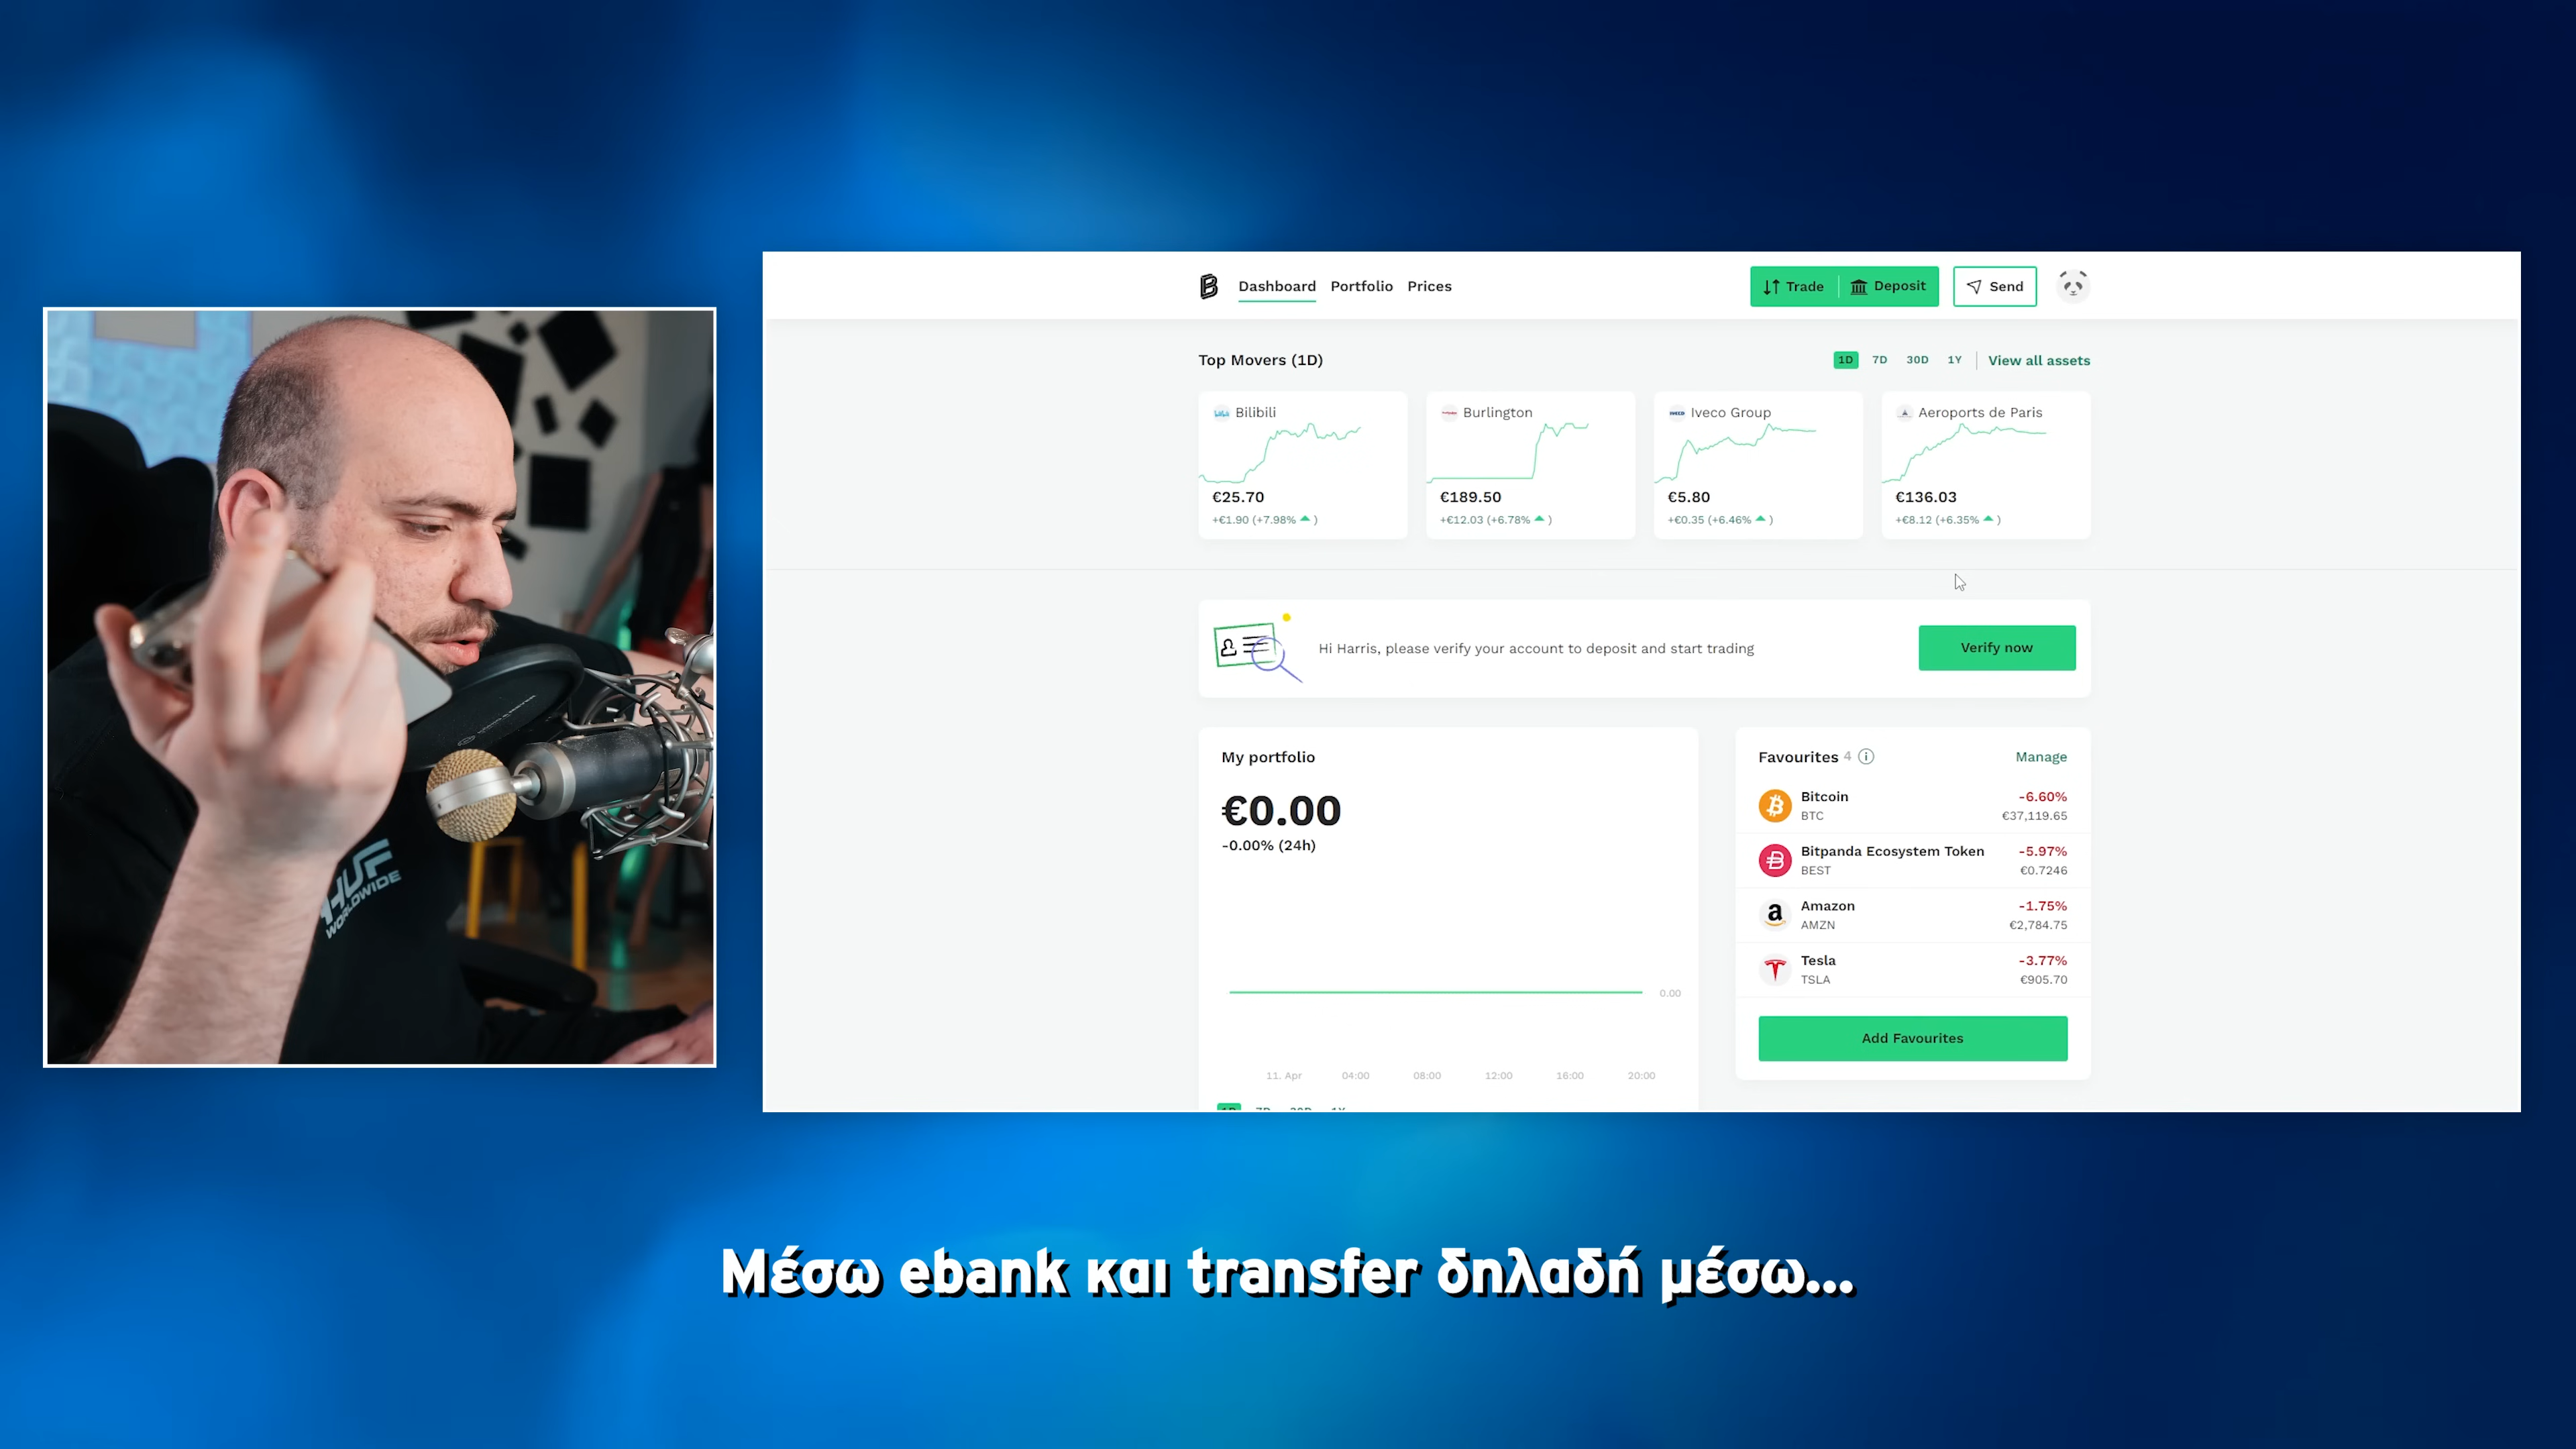 Dashboard Portfolio Prices
Trade Deposit Send
Top Movers (1D)
1D 7D 30D 1Y View all assets
Bilibili
€25.70
+€1.90 (+7.98% ▲ )
Burlington
€189.50
+€12.03 (+6.78% ▲ )
Iveco Group
€5.80
+€0.35 (+6.46% ▲ )
Aeroports de Paris
€136.03
+€8.12 (+6.35% ▲ )
Hi Harris, please verify your account to deposit and start trading
Verify now
My portfolio
€0.00
-0.00% (24h)
0.00
11. Apr 04:00 08:00 12:00 16:00 20:00
1D 7D 30D 1Y
Favourites 4 Manage
Bitcoin -6.60%
BTC €37,119.65
Bitpanda Ecosystem Token -5.97%
BEST €0.7246
Amazon -1.75%
AMZN €2,784.75
Tesla -3.77%
TSLA €905.70
Add Favourites
HUF
WORLDWIDE
Μέσω ebank και transfer δηλαδή μέσω...